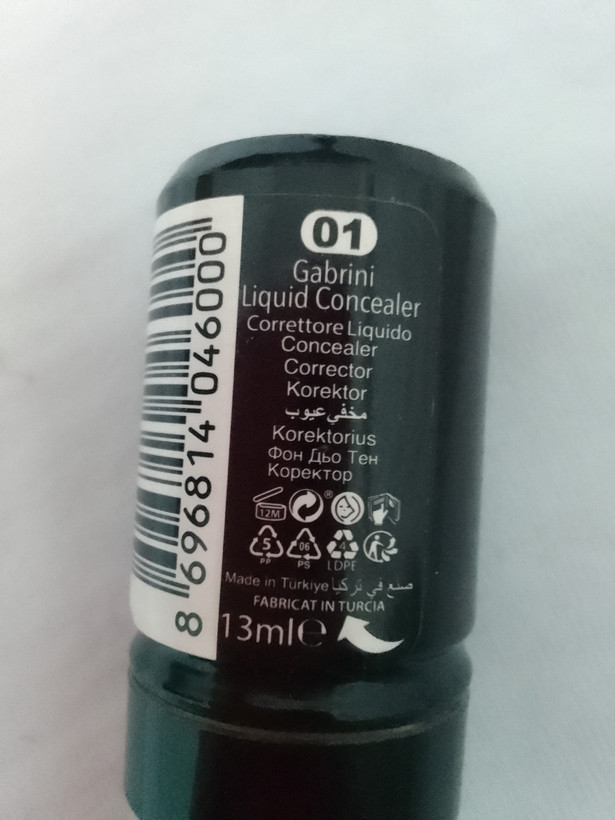 01
Gabrini
Liquid Concealer
Correttore Liquido
Concealer
Corrector
Korektor
مخفي عيوب
Korektorius
Фон Дьо Тен
Коректор
12M
®
5
PP
06
PS
4
LDPE
Made in Türkiye صنع في تركيا
FABRICAT IN TURCIA
13ml℮
8 696814 046000